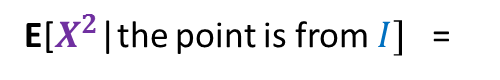 E[X² | the point is from I] =